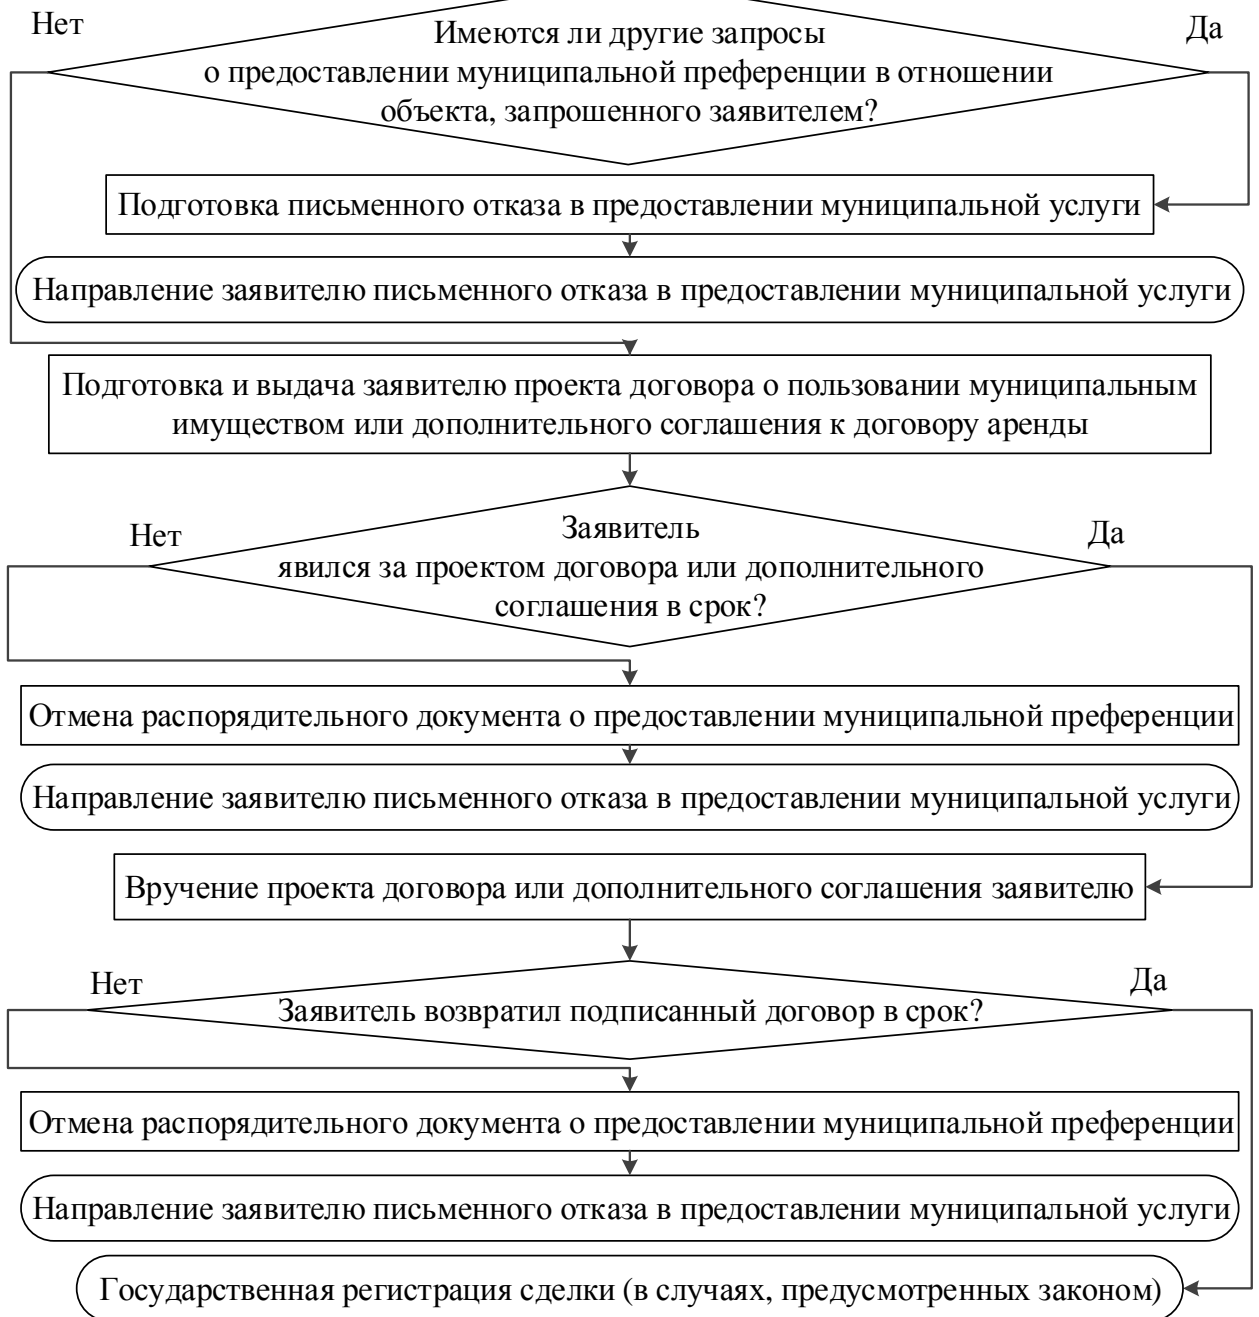 Нет
Да
Имеются ли другие запросы
о предоставлении муниципальной преференции в отношении
объекта, запрошенного заявителем?
Подготовка письменного отказа в предоставлении муниципальной услуги
Направление заявителю письменного отказа в предоставлении муниципальной услуги
Подготовка и выдача заявителю проекта договора о пользовании муниципальным
имуществом или дополнительного соглашения к договору аренды
Нет
Да
Заявитель
явился за проектом договора или дополнительного
соглашения в срок?
Отмена распорядительного документа о предоставлении муниципальной преференции
Направление заявителю письменного отказа в предоставлении муниципальной услуги
Вручение проекта договора или дополнительного соглашения заявителю
Нет
Да
Заявитель возвратил подписанный договор в срок?
Отмена распорядительного документа о предоставлении муниципальной преференции
Направление заявителю письменного отказа в предоставлении муниципальной услуги
Государственная регистрация сделки (в случаях, предусмотренных законом)